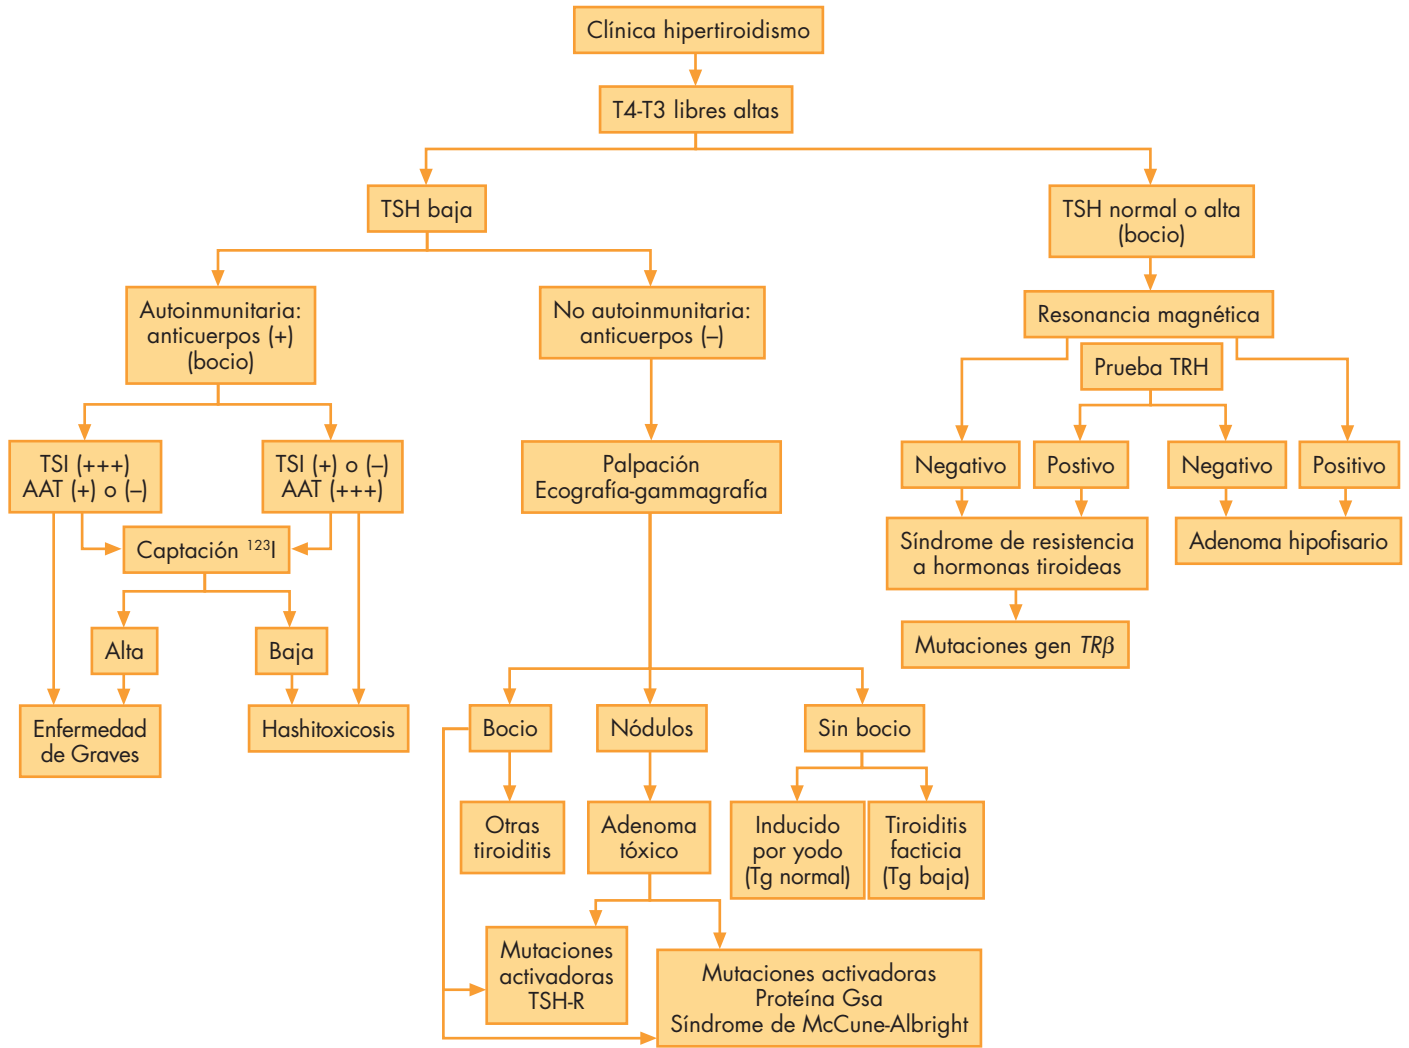 Clínica hipertiroidismo
T4-T3 libres altas
TSH baja
TSH normal o alta
(bocio)
Autoinmunitaria:
anticuerpos (+)
(bocio)
No autoinmunitaria:
anticuerpos (–)
Resonancia magnética
Prueba TRH
TSI (+++)
AAT (+) o (–)
TSI (+) o (–)
AAT (+++)
Palpación
Ecografía-gammagrafía
Negativo
Postivo
Negativo
Positivo
Captación ¹²³I
Síndrome de resistencia
a hormonas tiroideas
Adenoma hipofisario
Alta
Baja
Mutaciones gen TRβ
Enfermedad
de Graves
Hashitoxicosis
Bocio
Nódulos
Sin bocio
Otras
tiroiditis
Adenoma
tóxico
Inducido
por yodo
(Tg normal)
Tiroiditis
facticia
(Tg baja)
Mutaciones
activadoras
TSH-R
Mutaciones activadoras
Proteína Gsa
Síndrome de McCune-Albright